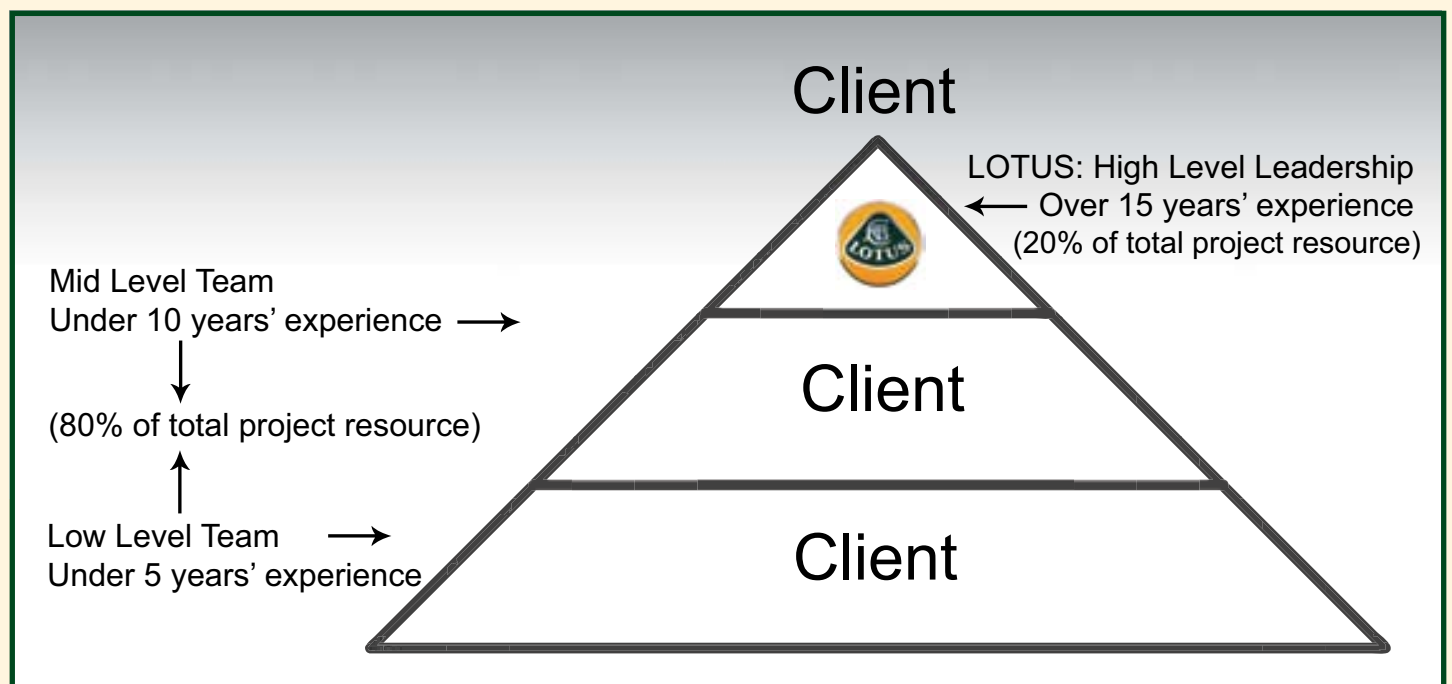 Client
LOTUS: High Level Leadership
Over 15 years’ experience
(20% of total project resource)
LOTUS
Mid Level Team
Under 10 years’ experience
(80% of total project resource)
Client
Low Level Team
Under 5 years’ experience
Client